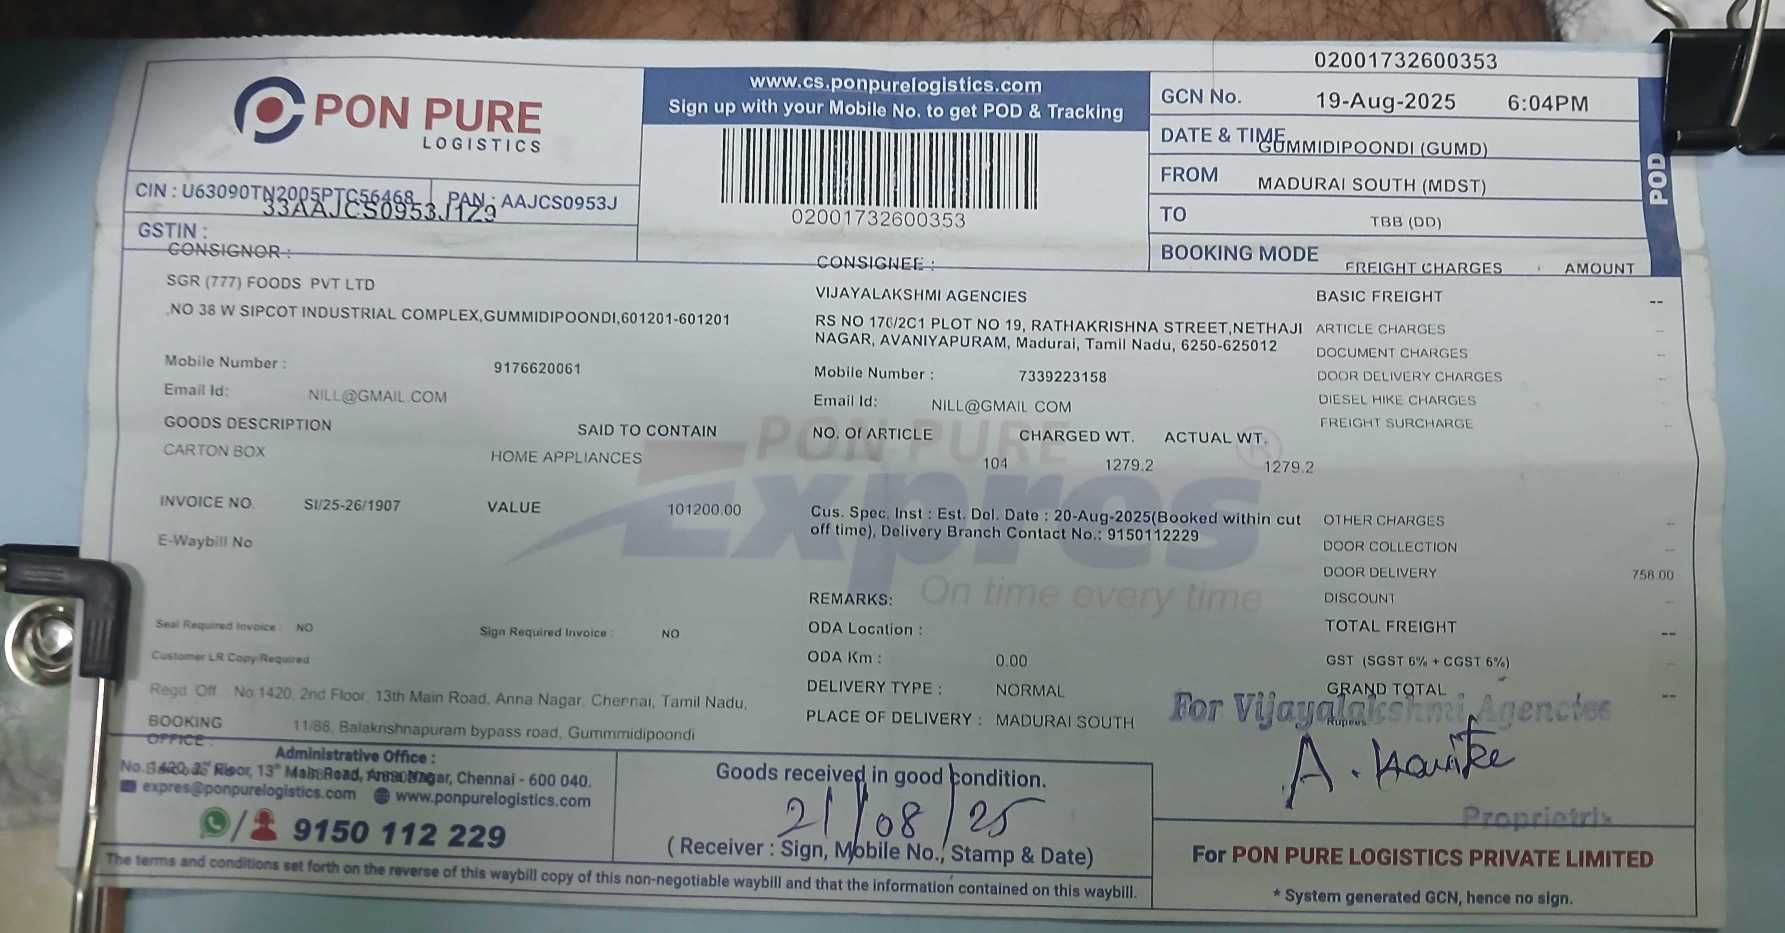 02001732600353
PON PURE
LOGISTICS
www.cs.ponpurelogistics.com
Sign up with your Mobile No. to get POD & Tracking
02001732600353
GCN No.
19-Aug-2025 6:04PM
DATE & TIME
GUMMIDIPOONDI (GUMD)
FROM
MADURAI SOUTH (MDST)
TO
TBB (DD)
BOOKING MODE
POD
CIN : U63090TN2005PTC56468
PAN : AAJCS0953J
33AAJCS0953J1Z9
GSTIN :
CONSIGNOR :
SGR (777) FOODS PVT LTD
,NO 38 W SIPCOT INDUSTRIAL COMPLEX,GUMMIDIPOONDI,601201-601201
Mobile Number : 9176620061
Email Id: NILL@GMAIL.COM
CONSIGNEE :
VIJAYALAKSHMI AGENCIES
RS NO 176/2C1 PLOT NO 19, RATHAKRISHNA STREET,NETHAJI
NAGAR, AVANIYAPURAM, Madurai, Tamil Nadu, 6250-625012
Mobile Number : 7339223158
Email Id: NILL@GMAIL.COM
GOODS DESCRIPTION SAID TO CONTAIN NO. Of ARTICLE CHARGED WT. ACTUAL WT.
CARTON BOX HOME APPLIANCES 104 1279.2 1279.2
INVOICE NO. SI/25-26/1907 VALUE 101200.00
E-Waybill No
Cus. Spec. Inst : Est. Del. Date : 20-Aug-2025(Booked within cut
off time), Delivery Branch Contact No.: 9150112229
PON PURE
Expres
On time every time
REMARKS:
ODA Location :
ODA Km : 0.00
DELIVERY TYPE : NORMAL
PLACE OF DELIVERY : MADURAI SOUTH
FREIGHT CHARGES AMOUNT
BASIC FREIGHT --
ARTICLE CHARGES --
DOCUMENT CHARGES --
DOOR DELIVERY CHARGES --
DIESEL HIKE CHARGES --
FREIGHT SURCHARGE --
OTHER CHARGES --
DOOR COLLECTION --
DOOR DELIVERY 758.00
DISCOUNT --
TOTAL FREIGHT --
GST (SGST 6% + CGST 6%) --
GRAND TOTAL --
Rupees
Seal Required Invoice : NO
Sign Required Invoice : NO
Customer LR Copy Required
Regd. Off : No.1420, 2nd Floor, 13th Main Road, Anna Nagar, Chennai, Tamil Nadu,
BOOKING OFFICE :
11/88, Balakrishnapuram bypass road, Gummmidipoondi
Administrative Office :
No.1420, 2nd Floor, 13th Main Road, Anna Nagar, Chennai - 600 040.
expres@ponpurelogistics.com www.ponpurelogistics.com
9150 112 229
Goods received in good condition.
21/08/25
( Receiver : Sign, Mobile No., Stamp & Date)
For Vijayalakshmi Agencies
Proprietrix
For PON PURE LOGISTICS PRIVATE LIMITED
* System generated GCN, hence no sign.
The terms and conditions set forth on the reverse of this waybill copy of this non-negotiable waybill and that the information contained on this waybill.